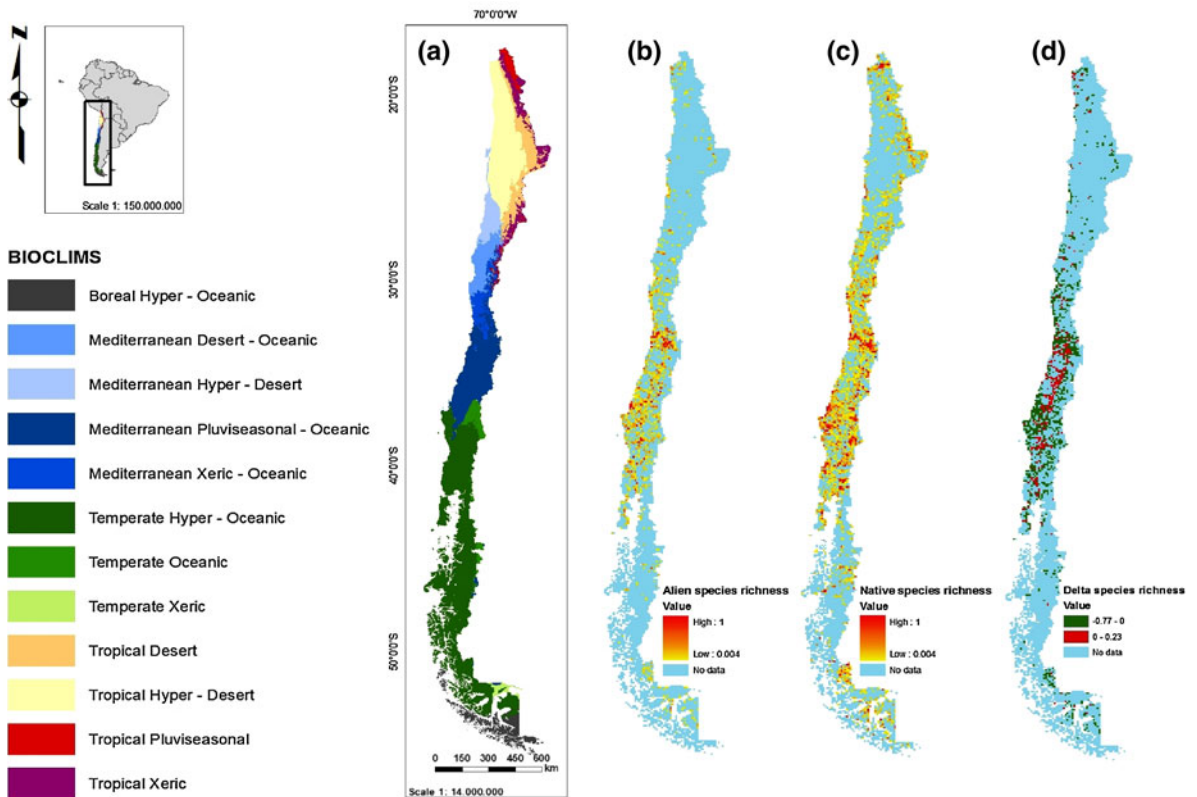 70°0'0"W
Z
(a)
(b)
(c)
(d)
20°0'0"S
30°0'0"S.
40°0'0"S
50°0'0"S
Scale 1: 150.000.000
BIOCLIMS
Boreal Hyper - Oceanic
Mediterranean Desert - Oceanic
Mediterranean Hyper - Desert
Mediterranean Pluviseasonal - Oceanic
Mediterranean Xeric - Oceanic
Temperate Hyper - Oceanic
Temperate Oceanic
Temperate Xeric
Tropical Desert
Tropical Hyper - Desert
Tropical Pluviseasonal
Tropical Xeric
0 150 300 450 600
km
Scale 1: 14.000.000
Alien species richness
Value
High : 1
Low : 0.004
No data
Native species richness
Value
High : 1
Low : 0.004
No data
Delta species richness
Value
-0.77 - 0
0 - 0.23
No data